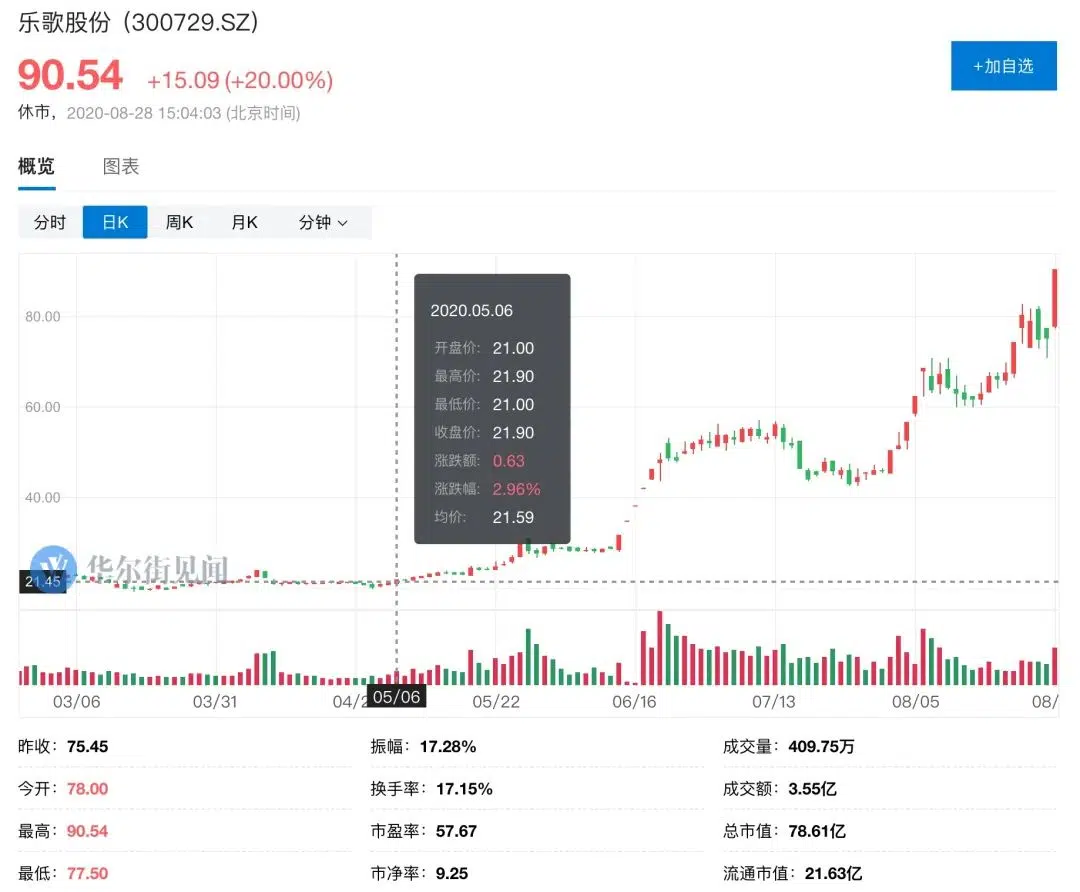 乐歌股份（300729.SZ）
90.54 +15.09 (+20.00%)
+加自选
休市，2020-08-28 15:04:03 (北京时间)
概览 图表
分时 日K 周K 月K 分钟
80.00
60.00
40.00
21.45
华尔街见闻
2020.05.06
开盘价: 21.00
最高价: 21.90
最低价: 21.00
收盘价: 21.90
涨跌额: 0.63
涨跌幅: 2.96%
均价: 21.59
03/06 03/31 04/2 05/06 05/22 06/16 07/13 08/05 08/
昨收: 75.45 振幅: 17.28% 成交量: 409.75万
今开: 78.00 换手率: 17.15% 成交额: 3.55亿
最高: 90.54 市盈率: 57.67 总市值: 78.61亿
最低: 77.50 市净率: 9.25 流通市值: 21.63亿